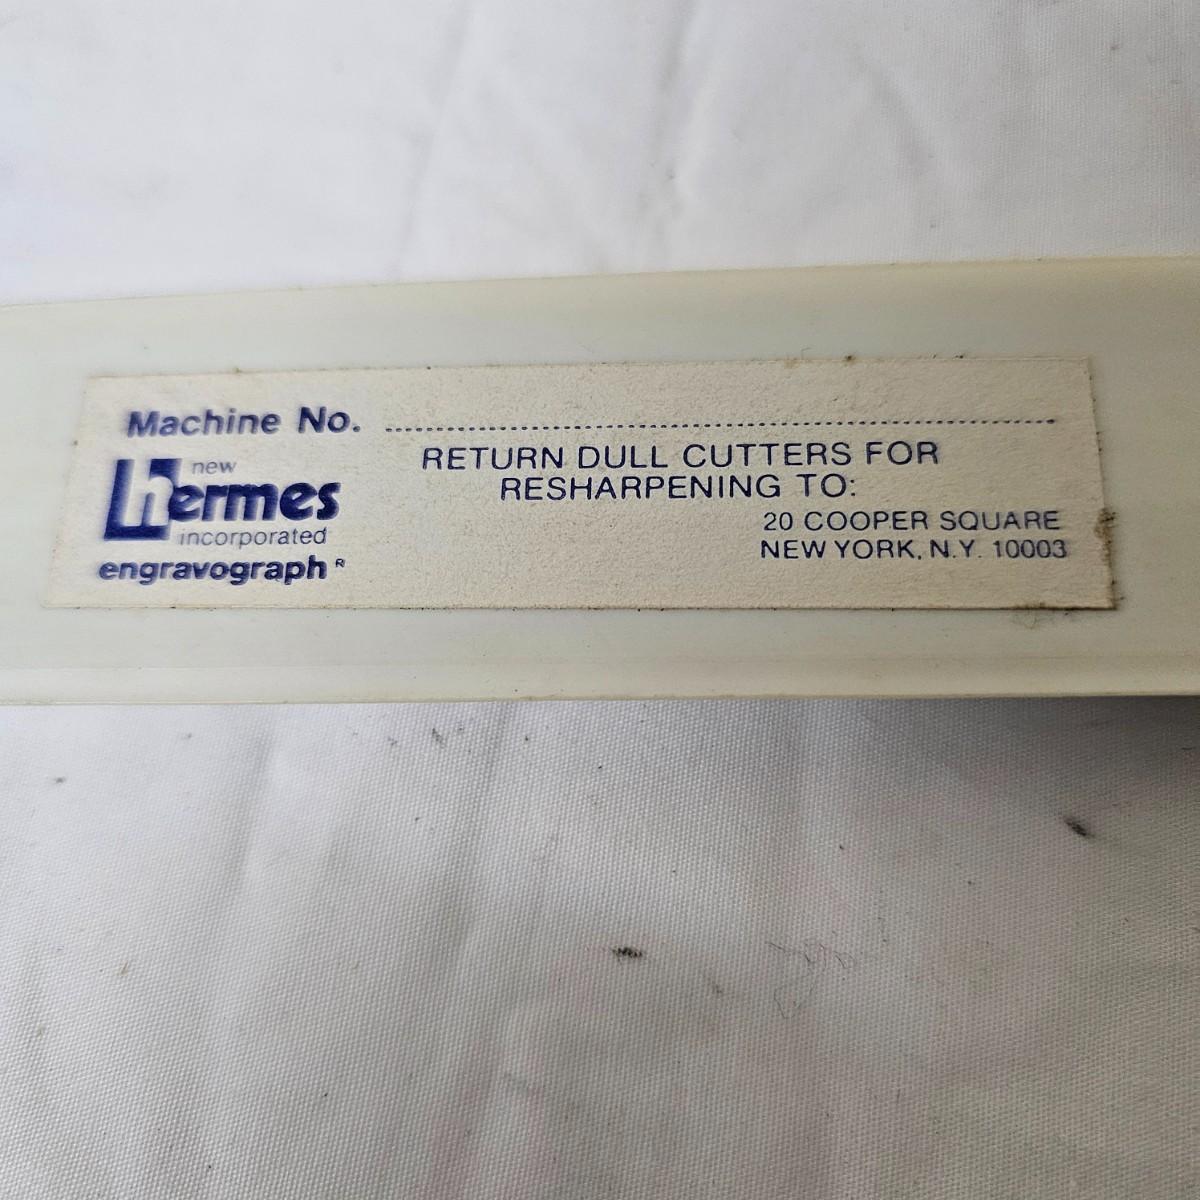 Machine No. ........................................
new
hermes
incorporated
engravograph ®
RETURN DULL CUTTERS FOR
RESHARPENING TO:
20 COOPER SQUARE
NEW YORK, N.Y. 10003